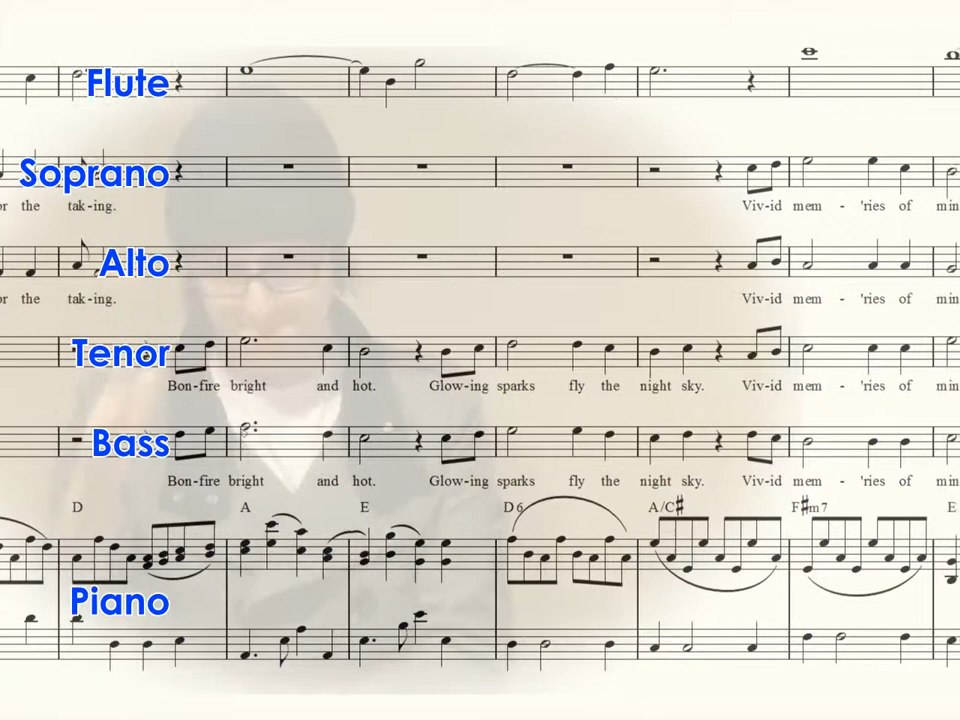 Flute
Soprano
or the tak-ing. Viv-id mem - 'ries of min
Alto
or the tak-ing. Viv-id mem - 'ries of min
Tenor
Bon-fire bright and hot. Glow-ing sparks fly the night sky. Viv-id mem - 'ries of min
Bass
Bon-fire bright and hot. Glow-ing sparks fly the night sky. Viv-id mem - 'ries of min
D A E D6 A/C# F#m7 E
Piano